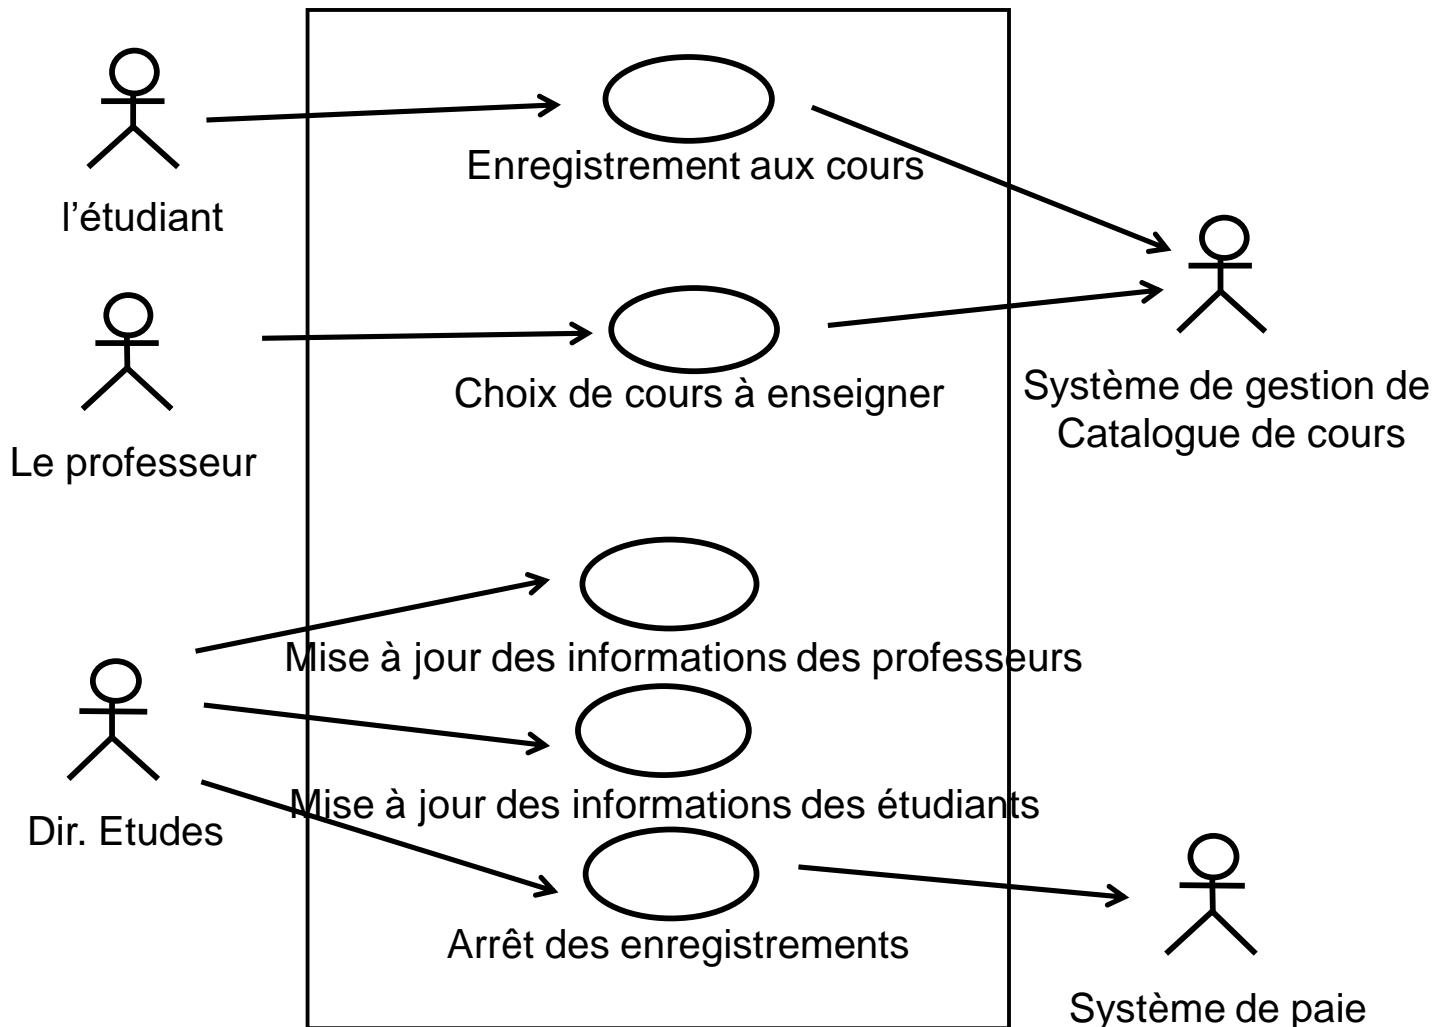 Enregistrement aux cours
l’étudiant
Choix de cours à enseigner
Système de gestion de
Catalogue de cours
Le professeur
Mise à jour des informations des professeurs
Mise à jour des informations des étudiants
Dir. Etudes
Arrêt des enregistrements
Système de paie